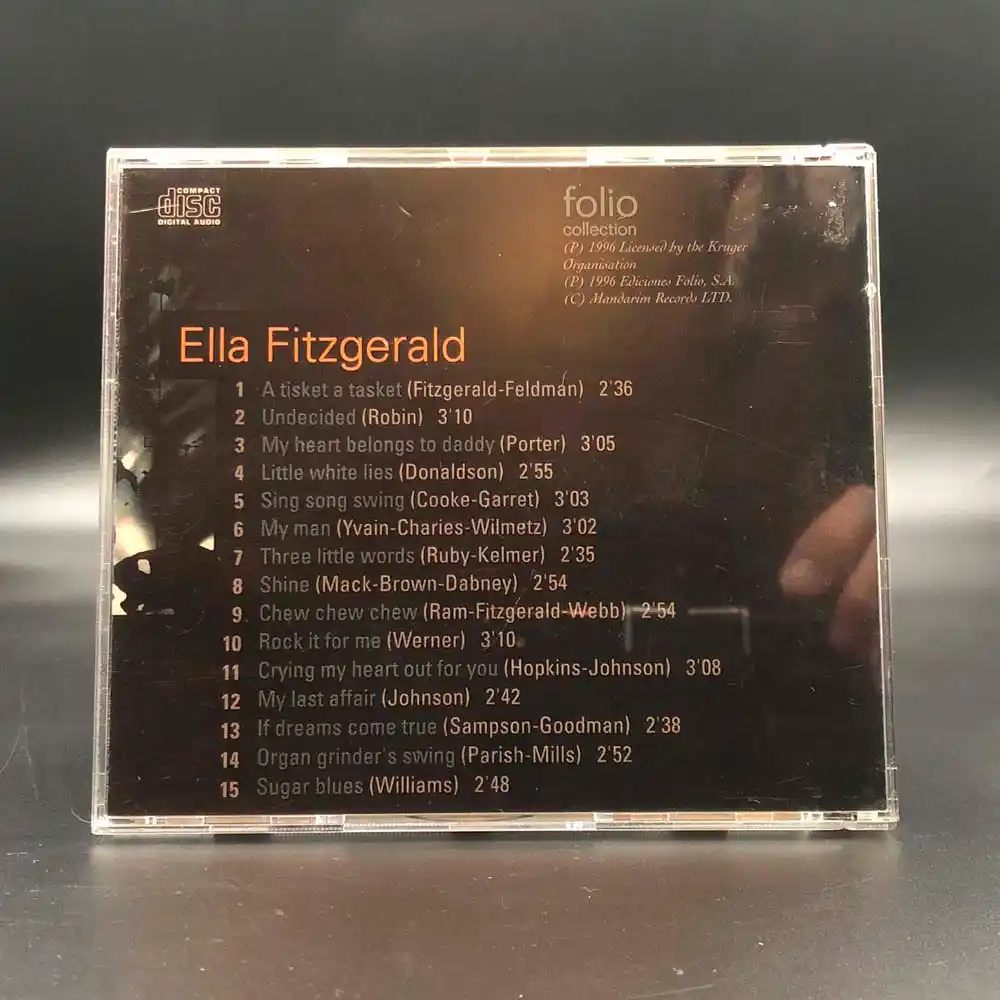 COMPACT
disc
DIGITAL AUDIO
folio
collection
(P) 1996 Licensed by the Kruger
Organisation
(P) 1996 Ediciones Folio, S.A.
(C) Mandarim Records LTD.
Ella Fitzgerald
1 A tisket a tasket (Fitzgerald-Feldman) 2'36
2 Undecided (Robin) 3'10
3 My heart belongs to daddy (Porter) 3'05
4 Little white lies (Donaldson) 2'55
5 Sing song swing (Cooke-Garret) 3'03
6 My man (Yvain-Charies-Wilmetz) 3'02
7 Three little words (Ruby-Kelmer) 2'35
8 Shine (Mack-Brown-Dabney) 2'54
9 Chew chew chew (Ram-Fitzgerald-Webb) 2'54
10 Rock it for me (Werner) 3'10
11 Crying my heart out for you (Hopkins-Johnson) 3'08
12 My last affair (Johnson) 2'42
13 If dreams come true (Sampson-Goodman) 2'38
14 Organ grinder's swing (Parish-Mills) 2'52
15 Sugar blues (Williams) 2'48